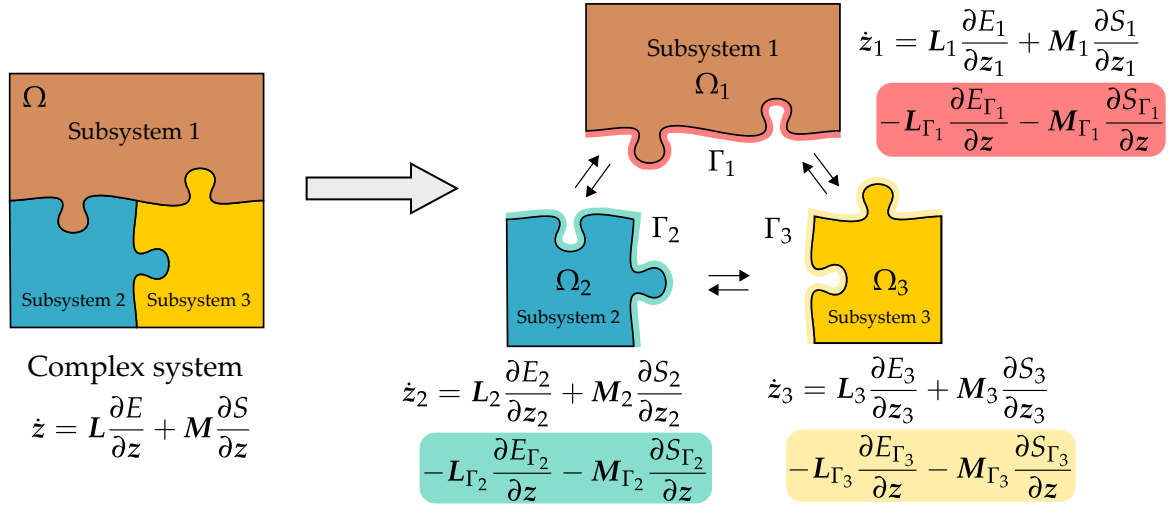 Ω
Subsystem 1
Subsystem 2
Subsystem 3
Complex system
ż = L ∂E/∂z + M ∂S/∂z
Subsystem 1
Ω₁
Γ₁
ż₁ = L₁ ∂E₁/∂z₁ + M₁ ∂S₁/∂z₁
−L_Γ₁ ∂E_Γ₁/∂z − M_Γ₁ ∂S_Γ₁/∂z
Γ₂
Ω₂
Subsystem 2
ż₂ = L₂ ∂E₂/∂z₂ + M₂ ∂S₂/∂z₂
−L_Γ₂ ∂E_Γ₂/∂z − M_Γ₂ ∂S_Γ₂/∂z
Γ₃
Ω₃
Subsystem 3
ż₃ = L₃ ∂E₃/∂z₃ + M₃ ∂S₃/∂z₃
−L_Γ₃ ∂E_Γ₃/∂z − M_Γ₃ ∂S_Γ₃/∂z